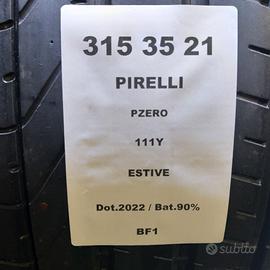 315 35 21
PIRELLI
PZERO
111Y
ESTIVE
Dot.2022 / Bat.90%
BF1
subito